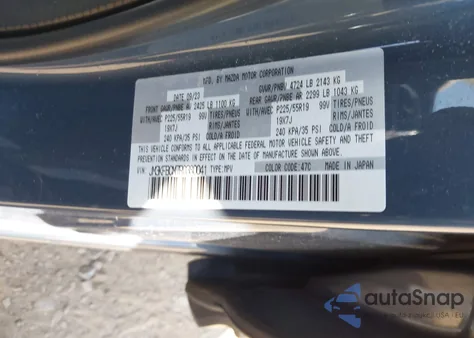 MFD. BY MAZDA MOTOR CORPORATION
DATE 09/23 GVWR/PNBV 4724 LB 2143 KG
FRONT GAWR/PNBE AV 2425 LB 1100 KG REAR GAWR/PNBE AR 2299 LB 1043 KG
WITH/AVEC P225/55R19 99V TIRES/PNEUS WITH/AVEC P225/55R19 99V TIRES/PNEUS
19X7J RIMS/JANTES 19X7J RIMS/JANTES
240 KPA/35 PSI COLD/A FROID 240 KPA/35 PSI COLD/A FROID
THIS VEHICLE CONFORMS TO ALL APPLICABLE FEDERAL MOTOR VEHICLE SAFETY, BUMPER,
AND THEFT PREVENTION STANDARDS IN EFFECT ON THE DATE OF MANUFACTURE SHOWN ABOVE.
VIN: TYPE:MPV COLOR CODE:47C MADE IN JAPAN
autoSnap